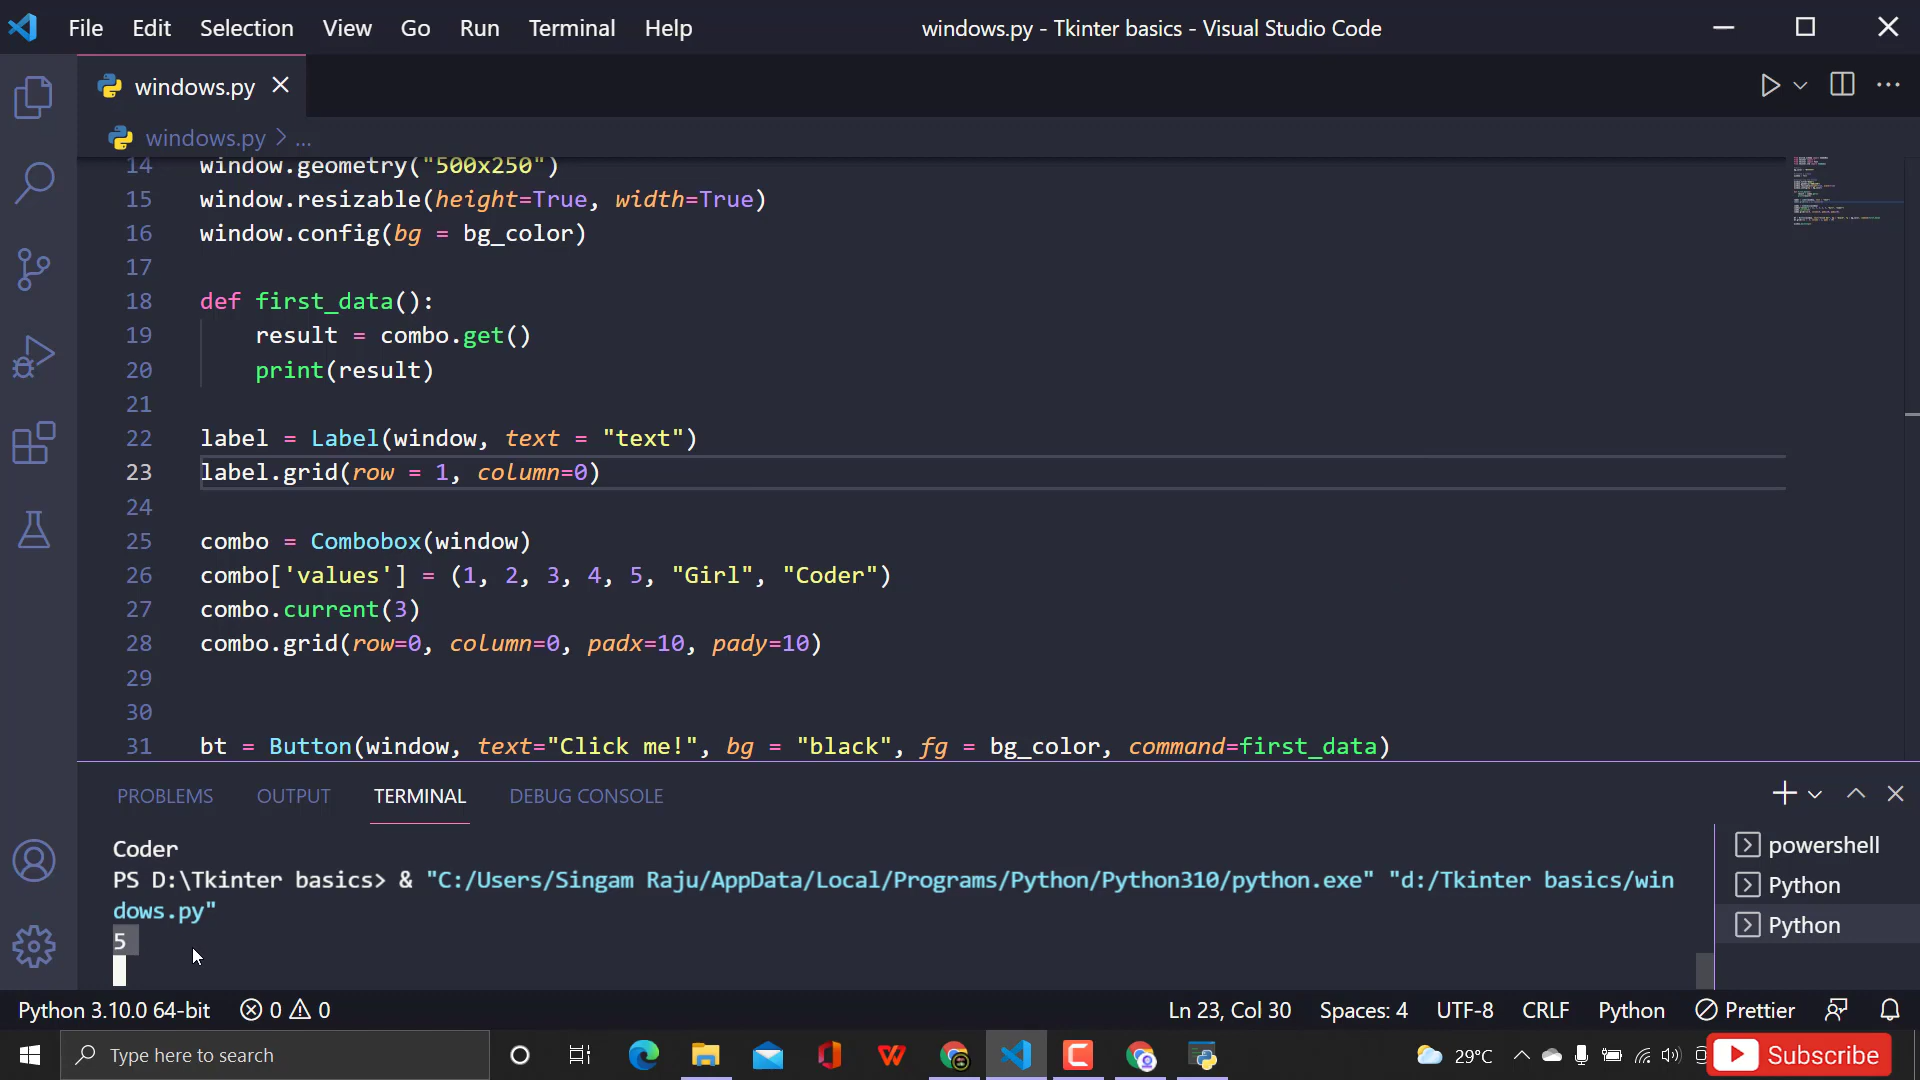 File Edit Selection View Go Run Terminal Help windows.py - Tkinter basics - Visual Studio Code
windows.py
windows.py > ...
14 window.geometry("500x250")
15 window.resizable(height=True, width=True)
16 window.config(bg = bg_color)
17
18 def first_data():
19 result = combo.get()
20 print(result)
21
22 label = Label(window, text = "text")
23 label.grid(row = 1, column=0)
24
25 combo = Combobox(window)
26 combo['values'] = (1, 2, 3, 4, 5, "Girl", "Coder")
27 combo.current(3)
28 combo.grid(row=0, column=0, padx=10, pady=10)
29
30
31 bt = Button(window, text="Click me!", bg = "black", fg = bg_color, command=first_data)
PROBLEMS OUTPUT TERMINAL DEBUG CONSOLE
Coder
PS D:\Tkinter basics> & "C:/Users/Singam Raju/AppData/Local/Programs/Python/Python310/python.exe" "d:/Tkinter basics/win
dows.py"
5
powershell
Python
Python
Python 3.10.0 64-bit 0 0 Ln 23, Col 30 Spaces: 4 UTF-8 CRLF Python Prettier
Type here to search 29°C Subscribe